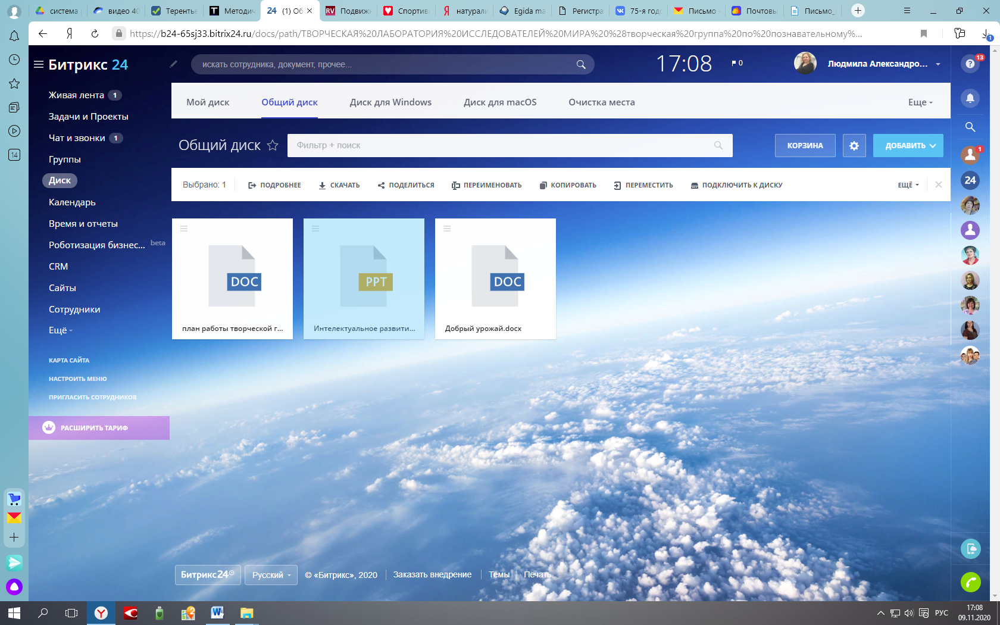 система
видео 40
Терентье
Методич
24 (1) Об
RV Подвижн
Спортив
Я натурали
Egida ma
Регистра
75-я годо
Письмо
Почтовы
Письмо_
https://b24-65sj33.bitrix24.ru/docs/path/ТВОРЧЕСКАЯ%20ЛАБОРАТОРИЯ%20ИССЛЕДОВАТЕЛЕЙ%20МИРА%20%28творческая%20группа%20по%20познавательному%...
1
14
Битрикс 24
искать сотрудника, документ, прочее...
17:08
0
Людмила Александро...
13
Живая лента 1
Задачи и Проекты
Чат и звонки 1
Группы
Диск
Календарь
Время и отчеты
Роботизация бизнес... beta
CRM
Сайты
Сотрудники
Ещё
КАРТА САЙТА
НАСТРОИТЬ МЕНЮ
ПРИГЛАСИТЬ СОТРУДНИКОВ
РАСШИРИТЬ ТАРИФ
Мой диск Общий диск Диск для Windows Диск для macOS Очистка места Еще
Общий диск Фильтр + поиск КОРЗИНА ДОБАВИТЬ
Выбрано: 1 ПОДРОБНЕЕ СКАЧАТЬ ПОДЕЛИТЬСЯ ПЕРЕИМЕНОВАТЬ КОПИРОВАТЬ ПЕРЕМЕСТИТЬ ПОДКЛЮЧИТЬ К ДИСКУ ЕЩЁ
DOC PPT DOC
план работы творческой г... Интелектуальное развити... Добрый урожай.docx
1
24
Битрикс24 Русский © «Битрикс», 2020 Заказать внедрение Темы Печать
РУС
17:08
09.11.2020